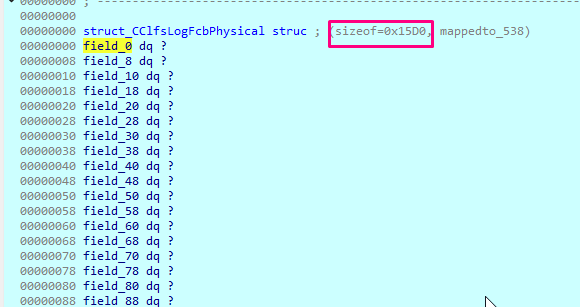 00000000 ; ----------------------------------------------------------------
00000000
00000000 struct_CClfsLogFcbPhysical struc ; (sizeof=0x15D0, mappedto_538)
00000000 field_0 dq ?
00000008 field_8 dq ?
00000010 field_10 dq ?
00000018 field_18 dq ?
00000020 field_20 dq ?
00000028 field_28 dq ?
00000030 field_30 dq ?
00000038 field_38 dq ?
00000040 field_40 dq ?
00000048 field_48 dq ?
00000050 field_50 dq ?
00000058 field_58 dq ?
00000060 field_60 dq ?
00000068 field_68 dq ?
00000070 field_70 dq ?
00000078 field_78 dq ?
00000080 field_80 dq ?
00000088 field_88 dq ?